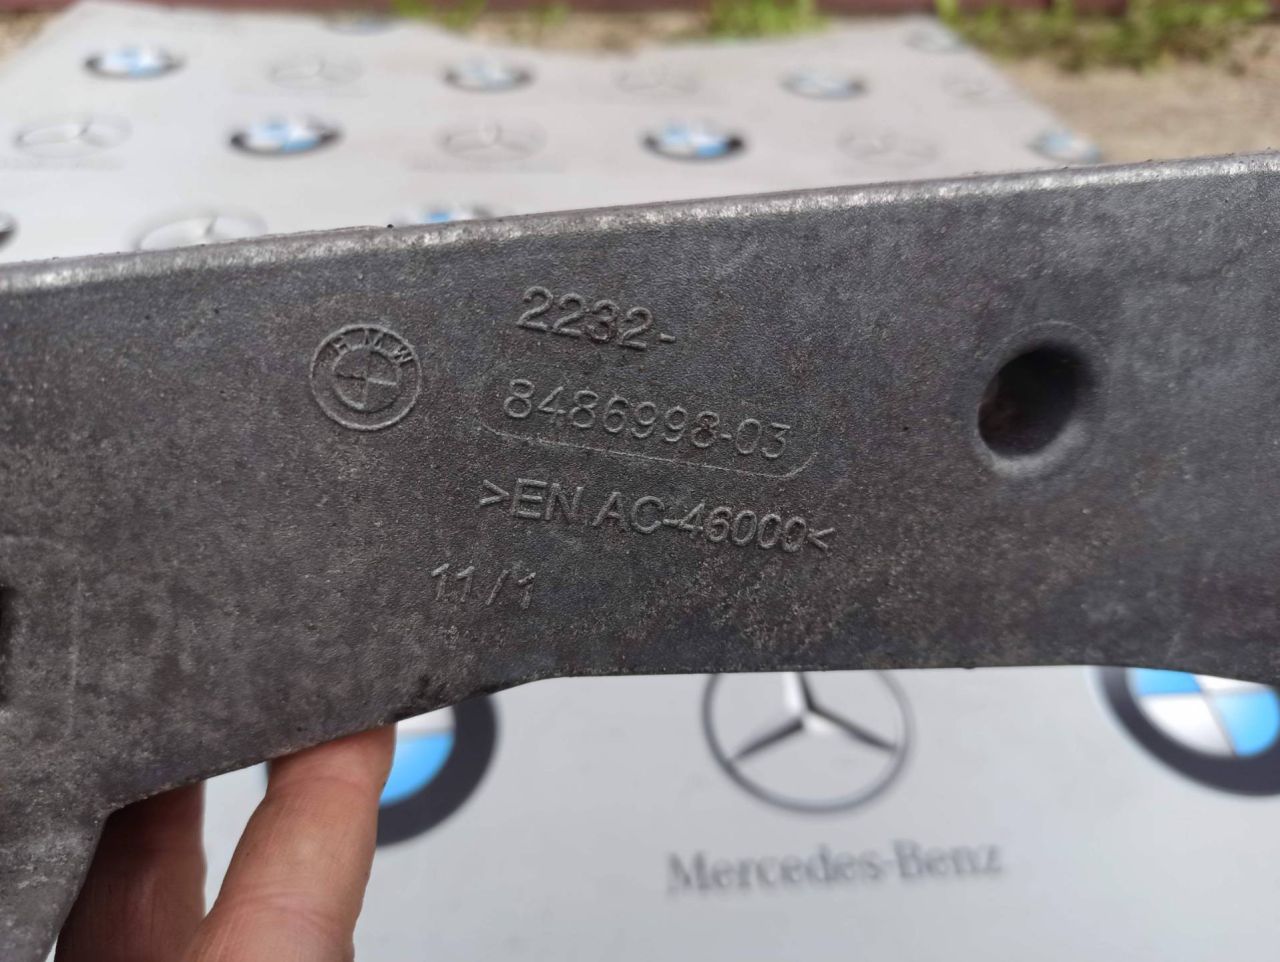 BMW
2232-
8486998-03
>EN AC-46000<
11/1
Mercedes-Benz